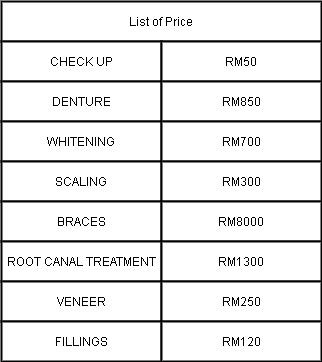 List of Price
CHECK UP RM50
DENTURE RM850
WHITENING RM700
SCALING RM300
BRACES RM8000
ROOT CANAL TREATMENT RM1300
VENEER RM250
FILLINGS RM120